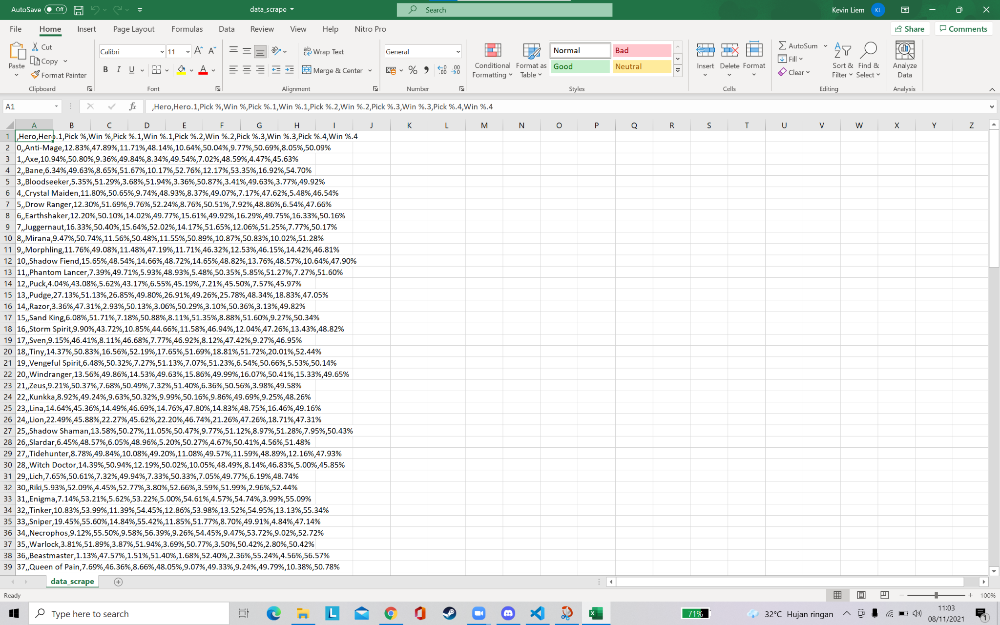 AutoSave Off data_scrape Search Kevin Liem KL
File Home Insert Page Layout Formulas Data Review View Help Nitro Pro Share Comments
Paste Cut Copy Format Painter Clipboard
Calibri 11 B I U A Font
Wrap Text Merge & Center Alignment
General % Number
Conditional Formatting Format as Table Normal Bad Good Neutral Styles
Insert Delete Format Cells
AutoSum Fill Clear Sort & Filter Find & Select Editing
Analyze Data Analysis
A1 fx ,Hero,Hero.1,Pick %,Win %,Pick %.1,Win %.1,Pick %.2,Win %.2,Pick %.3,Win %.3,Pick %.4,Win %.4
A B C D E F G H I J K L M N O P Q R S T U V W X Y Z
1 ,Hero,Hero.1,Pick %,Win %,Pick %.1,Win %.1,Pick %.2,Win %.2,Pick %.3,Win %.3,Pick %.4,Win %.4
2 0,,Anti-Mage,12.83%,47.89%,11.71%,48.14%,10.64%,50.04%,9.77%,50.69%,8.05%,50.09%
3 1,,Axe,10.94%,50.80%,9.36%,49.84%,8.34%,49.54%,7.02%,48.59%,4.47%,45.63%
4 2,,Bane,6.34%,49.63%,8.65%,51.67%,10.17%,52.76%,12.17%,53.35%,16.92%,54.70%
5 3,,Bloodseeker,5.35%,51.29%,3.68%,51.94%,3.36%,50.87%,3.41%,49.63%,3.77%,49.92%
6 4,,Crystal Maiden,11.80%,50.65%,9.74%,48.93%,8.37%,49.07%,7.17%,47.62%,5.48%,46.54%
7 5,,Drow Ranger,12.30%,51.69%,9.76%,52.24%,8.76%,50.51%,7.92%,48.86%,6.54%,47.66%
8 6,,Earthshaker,12.20%,50.10%,14.02%,49.77%,15.61%,49.92%,16.29%,49.75%,16.33%,50.16%
9 7,,Juggernaut,16.33%,50.40%,15.64%,52.02%,14.17%,51.65%,12.06%,51.25%,7.77%,50.17%
10 8,,Mirana,9.47%,50.74%,11.56%,50.48%,11.55%,50.89%,10.87%,50.83%,10.02%,51.28%
11 9,,Morphling,11.76%,49.08%,11.48%,47.19%,11.71%,46.32%,12.53%,46.15%,14.42%,46.81%
12 10,,Shadow Fiend,15.65%,48.54%,14.66%,48.72%,14.65%,48.82%,13.76%,48.57%,10.64%,47.90%
13 11,,Phantom Lancer,7.39%,49.71%,5.93%,48.93%,5.48%,50.35%,5.85%,51.27%,7.27%,51.60%
14 12,,Puck,4.04%,43.08%,5.62%,43.17%,6.55%,45.19%,7.21%,45.50%,7.57%,45.97%
15 13,,Pudge,27.13%,51.13%,26.85%,49.80%,26.91%,49.26%,25.78%,48.34%,18.83%,47.05%
16 14,,Razor,3.36%,47.31%,2.93%,50.13%,3.06%,50.29%,3.10%,50.36%,3.13%,49.82%
17 15,,Sand King,6.08%,51.71%,7.18%,50.88%,8.11%,51.35%,8.88%,51.60%,9.27%,50.34%
18 16,,Storm Spirit,9.90%,43.72%,10.85%,44.66%,11.58%,46.94%,12.04%,47.26%,13.43%,48.82%
19 17,,Sven,9.15%,46.41%,8.11%,46.68%,7.77%,46.92%,8.12%,47.42%,9.27%,46.95%
20 18,,Tiny,14.37%,50.83%,16.56%,52.19%,17.65%,51.69%,18.81%,51.72%,20.01%,52.44%
21 19,,Vengeful Spirit,6.48%,50.32%,7.27%,51.13%,7.07%,51.23%,6.54%,50.66%,5.53%,50.14%
22 20,,Windranger,13.56%,49.86%,14.53%,49.63%,15.86%,49.99%,16.07%,50.41%,15.33%,49.65%
23 21,,Zeus,9.21%,50.37%,7.68%,50.49%,7.32%,51.40%,6.36%,50.56%,3.98%,49.58%
24 22,,Kunkka,8.92%,49.24%,9.63%,50.32%,9.99%,50.16%,9.86%,49.69%,9.25%,48.26%
25 23,,Lina,14.64%,45.36%,14.49%,46.69%,14.76%,47.80%,14.83%,48.75%,16.46%,49.16%
26 24,,Lion,22.49%,45.88%,22.27%,45.62%,22.20%,46.74%,21.26%,47.26%,18.71%,47.31%
27 25,,Shadow Shaman,13.58%,50.27%,11.05%,50.47%,9.77%,51.12%,8.97%,51.28%,7.95%,50.43%
28 26,,Slardar,6.45%,48.57%,6.05%,48.96%,5.20%,50.27%,4.67%,50.41%,4.56%,51.48%
29 27,,Tidehunter,8.78%,49.84%,10.08%,49.20%,11.08%,49.57%,11.59%,48.89%,12.16%,47.93%
30 28,,Witch Doctor,14.39%,50.94%,12.19%,50.02%,10.05%,48.49%,8.14%,46.83%,5.00%,45.85%
31 29,,Lich,7.65%,50.61%,7.32%,49.94%,7.33%,50.33%,7.05%,49.77%,6.19%,48.74%
32 30,,Riki,5.93%,52.09%,4.45%,52.77%,3.80%,52.66%,3.59%,51.99%,2.96%,52.44%
33 31,,Enigma,7.14%,53.21%,5.62%,53.22%,5.00%,54.61%,4.57%,54.74%,3.99%,55.09%
34 32,,Tinker,10.83%,53.99%,11.39%,54.45%,12.86%,53.98%,13.52%,54.95%,13.13%,55.34%
35 33,,Sniper,19.45%,55.60%,14.84%,55.42%,11.85%,51.77%,8.70%,49.91%,4.84%,47.14%
36 34,,Necrophos,9.12%,55.50%,9.58%,56.39%,9.26%,54.45%,9.47%,53.72%,9.02%,52.72%
37 35,,Warlock,3.81%,51.89%,3.87%,51.94%,3.69%,50.77%,3.50%,50.42%,2.80%,50.42%
38 36,,Beastmaster,1.13%,47.57%,1.51%,51.40%,1.68%,52.40%,2.36%,55.24%,4.56%,56.57%
39 37,,Queen of Pain,7.69%,46.36%,8.66%,48.05%,9.07%,49.33%,9.24%,49.79%,10.38%,50.78%
data_scrape
Ready 100%
Type here to search 71% 32°C Hujan ringan 11:03
08/11/2021 1